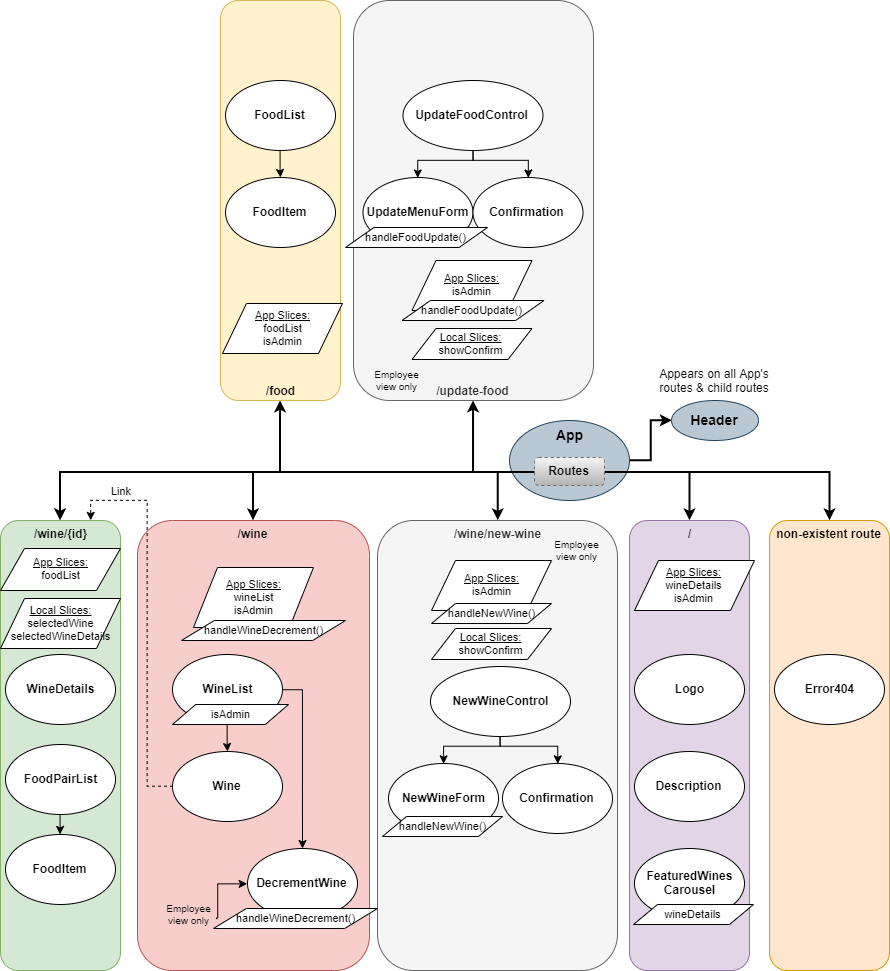 FoodList
FoodItem
App Slices:
foodList
isAdmin
/food
UpdateFoodControl
UpdateMenuForm
handleFoodUpdate()
Confirmation
App Slices:
isAdmin
handleFoodUpdate()
Local Slices:
showConfirm
Employee
view only
/update-food
Appears on all App's
routes & child routes
Header
App
Routes
Link
/wine/{id}
App Slices:
foodList
Local Slices:
selectedWine
selectedWineDetails
WineDetails
FoodPairList
FoodItem
/wine
App Slices:
wineList
isAdmin
handleWineDecrement()
WineList
isAdmin
Wine
DecrementWine
handleWineDecrement()
Employee
view only
/wine/new-wine
Employee
view only
App Slices:
isAdmin
handleNewWine()
Local Slices:
showConfirm
NewWineControl
NewWineForm
handleNewWine()
Confirmation
/
App Slices:
wineDetails
isAdmin
Logo
Description
FeaturedWines
Carousel
wineDetails
non-existent route
Error404